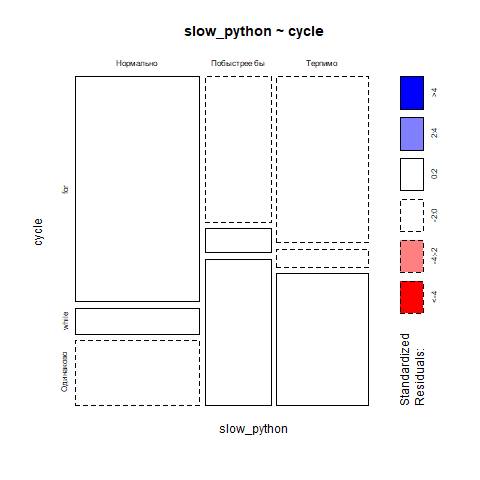 slow_python ~ cycle
Нормально
Побыстрее бы
Терпимо
for
while
Одинаково
cycle
slow_python
>4
2:4
0:2
-2:0
-4:-2
<-4
Standardized
Residuals: